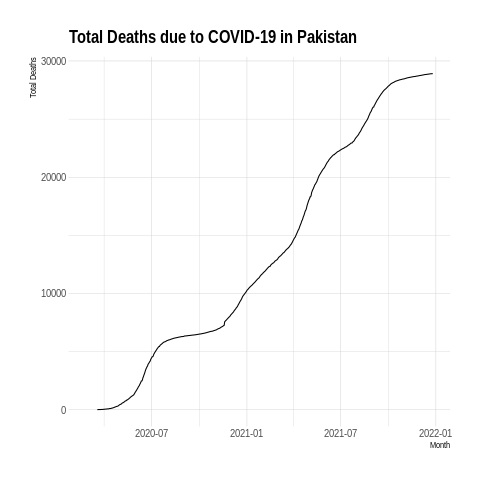 Total Deaths due to COVID-19 in Pakistan
Total Deaths
30000
20000
10000
0
2020-07 2021-01 2021-07 2022-01
Month